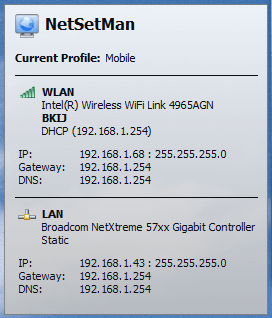 NetSetMan
Current Profile: Mobile
WLAN
Intel(R) Wireless WiFi Link 4965AGN
BKIJ
DHCP (192.168.1.254)
IP: 192.168.1.68 : 255.255.255.0
Gateway: 192.168.1.254
DNS: 192.168.1.254
LAN
Broadcom NetXtreme 57xx Gigabit Controller
Static
IP: 192.168.1.43 : 255.255.255.0
Gateway: 192.168.1.254
DNS: 192.168.1.254